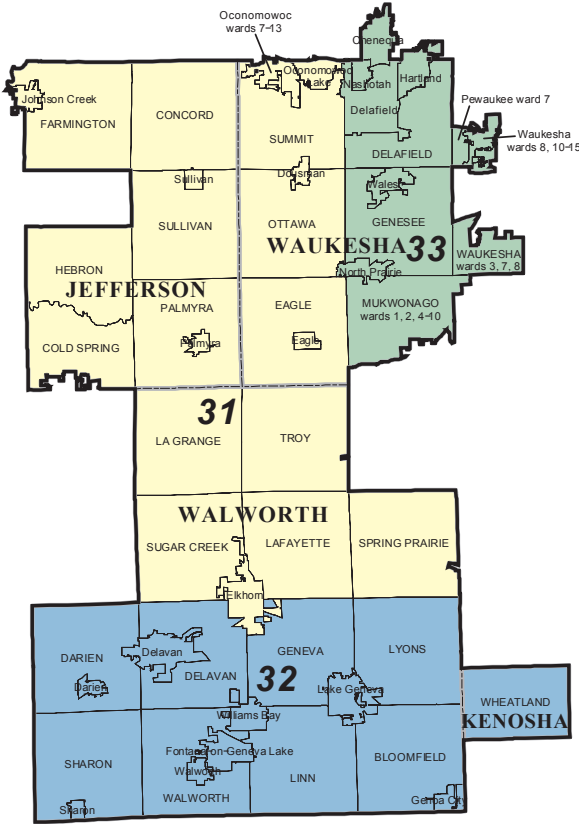 Oconomowoc
wards 7-13
Chenequa
Oconomowoc
Lake
Nashotah
Hartland
Johnson Creek
FARMINGTON
CONCORD
SUMMIT
Delafield
Pewaukee ward 7
Waukesha
wards 8, 10-15
DELAFIELD
Sullivan
Dousman
Wales
SULLIVAN
OTTAWA
GENESEE
WAUKESHA
33
WAUKESHA
wards 3, 7, 8
HEBRON
JEFFERSON
North Prairie
PALMYRA
EAGLE
MUKWONAGO
wards 1, 2, 4-10
COLD SPRING
Palmyra
Eagle
31
LA GRANGE
TROY
WALWORTH
SUGAR CREEK
LAFAYETTE
SPRING PRAIRIE
Elkhorn
DARIEN
Delavan
GENEVA
LYONS
DELAVAN
32
Darien
Lake Geneva
WHEATLAND
KENOSHA
Williams Bay
Fontana-on-Geneva Lake
SHARON
Walworth
LINN
BLOOMFIELD
WALWORTH
Sharon
Genoa City